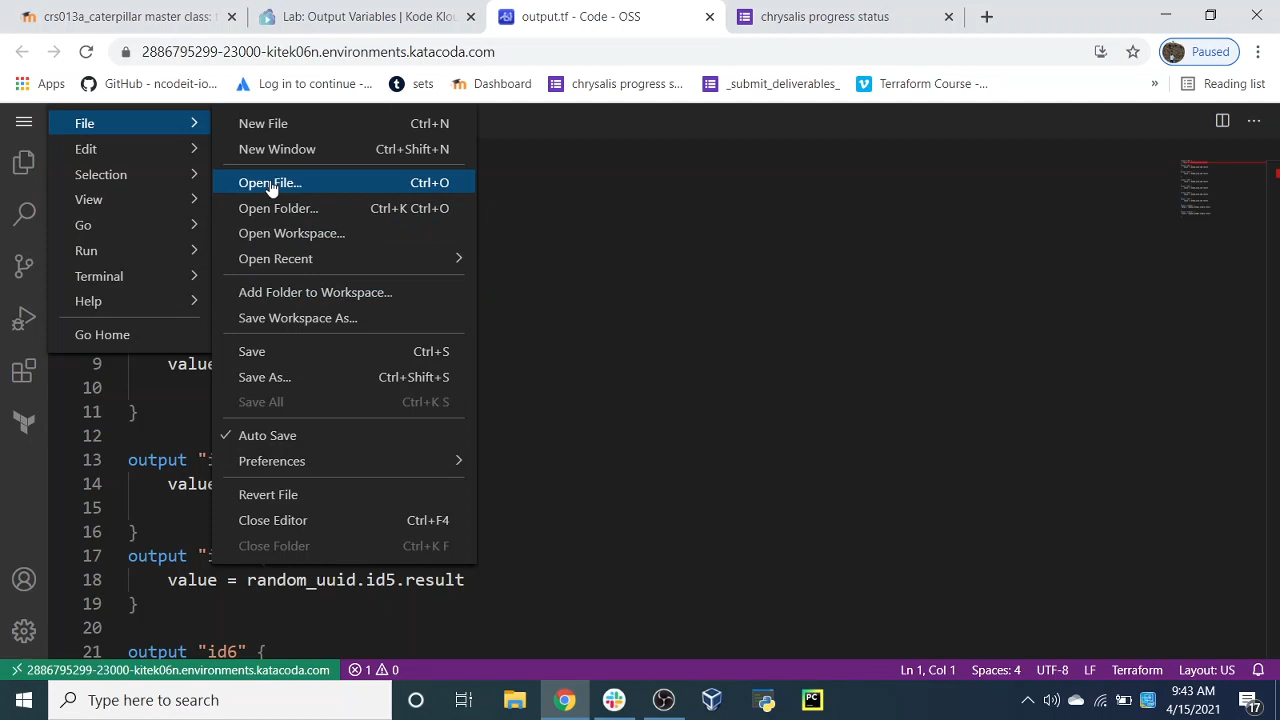 rcs013a_caterpillar master class: t
Lab: Output Variables | Kode Klou
output.tf - Code - OSS
chrysalis progress status
2886795299-23000-kitek06n.environments.katacoda.com
Paused
Apps
GitHub - ncodeit-io...
Log in to continue -...
sets
Dashboard
chrysalis progress s...
_submit_deliverables_
Terraform Course -...
»
Reading list
File
Edit
Selection
View
Go
Run
Terminal
Help
Go Home
New File Ctrl+N
New Window Ctrl+Shift+N
Open File... Ctrl+O
Open Folder... Ctrl+K Ctrl+O
Open Workspace...
Open Recent
Add Folder to Workspace...
Save Workspace As...
Save Ctrl+S
Save As... Ctrl+Shift+S
Save All Ctrl+K S
Auto Save
Preferences
Revert File
Close Editor Ctrl+F4
Close Folder Ctrl+K F
9 value
10
11 }
12
13 output "i
14 value
15
16 }
17 output "i
18 value = random_uuid.id5.result
19 }
20
21 output "id6" {
2886795299-23000-kitek06n.environments.katacoda.com
1 0
Ln 1, Col 1
Spaces: 4
UTF-8
LF
Terraform
Layout: US
Type here to search
PC
9:43 AM
4/15/2021
17